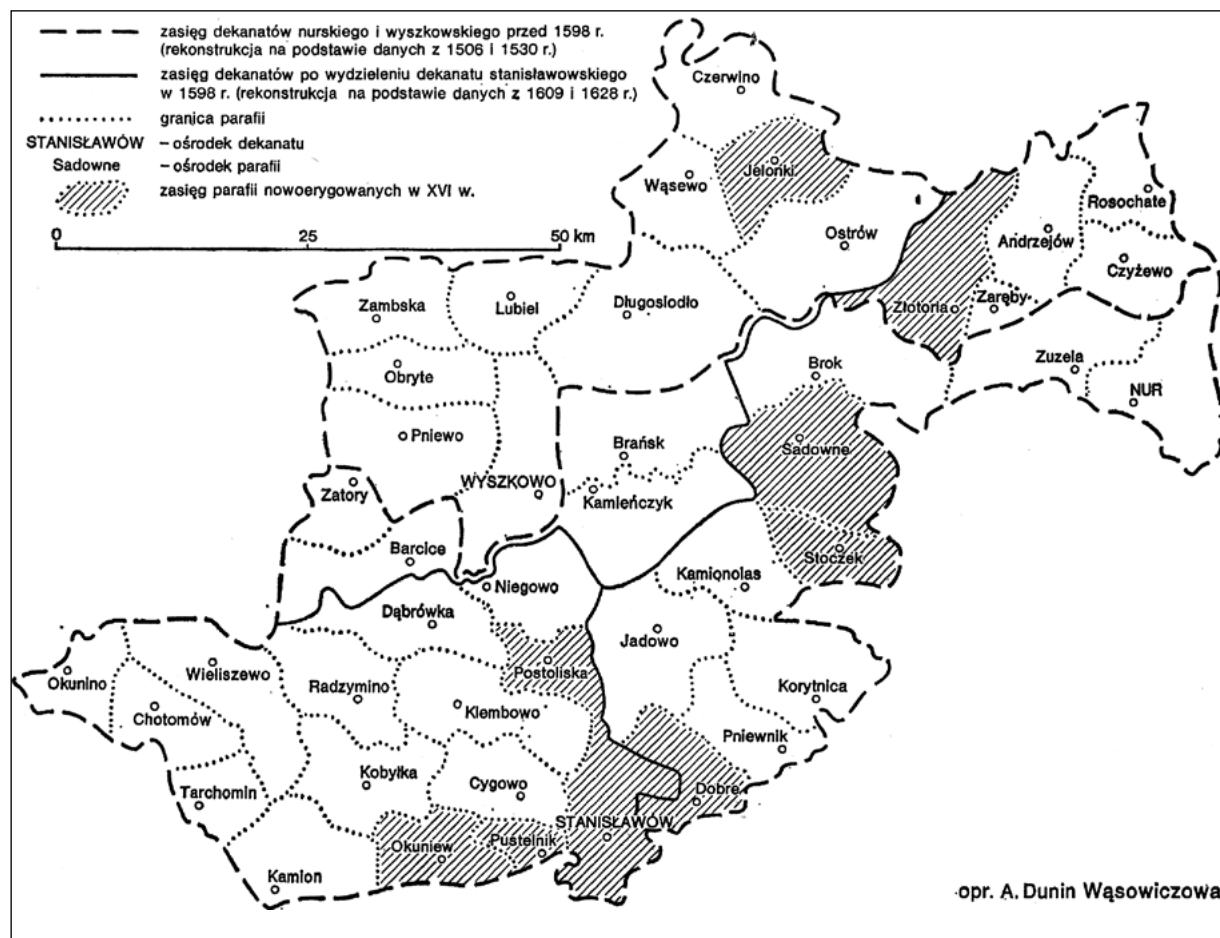 zasięg dekanatów nurskiego i wyszkowskiego przed 1598 r.
(rekonstrukcja na podstawie danych z 1506 i 1530 r.)
zasięg dekanatów po wydzieleniu dekanatu stanisławowskiego
w 1598 r. (rekonstrukcja na podstawie danych z 1609 i 1628 r.)
granica parafii
STANISŁAWÓW – ośrodek dekanatu
Sadowne – ośrodek parafii
zasięg parafii nowoerygowanych w XVI w.
0 25 50 km
Czerwino
Jelonki
Wąsewo
Rosochate
Ostrów
Andrzejów
Czyżewo
Zambska
Lubiel
Długosiodło
Złotoria
Zaręby
Obryte
Brok
Zuzela
NUR
Pniewo
Brańsk
Sadowne
Zatory
WYSZKOWO
Kamieńczyk
Barcice
Stoczek
Niegowo
Kamionolas
Dąbrówka
Jadowo
Okunino
Wieliszewo
Postoliska
Radzymino
Korytnica
Chotomów
Klembowo
Pniewnik
Kobyłka
Cygowo
Tarchomin
Dobre
STANISŁAWÓW
Okuniew
Pustelnik
Kamion
opr. A. Dunin Wąsowiczowa